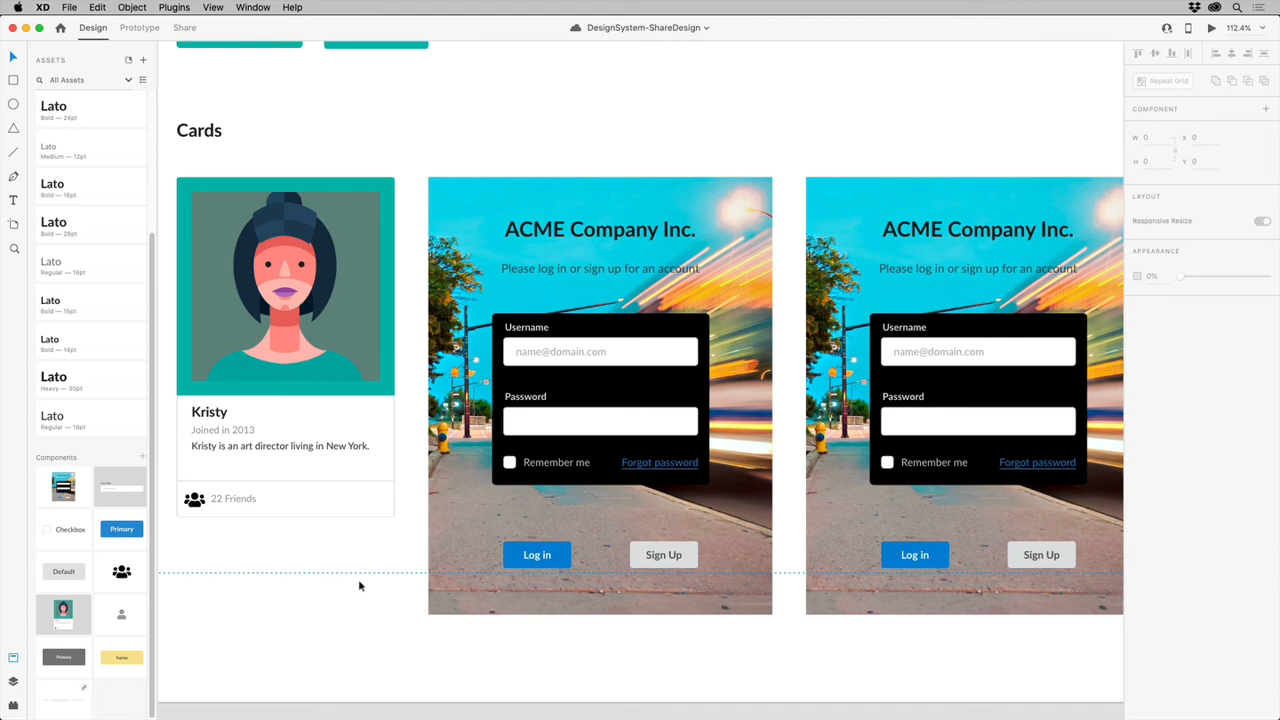 XD File Edit Object Plugins View Window Help
Design Prototype Share
DesignSystem-ShareDesign
112.4%
ASSETS
All Assets
Lato
Bold — 24pt
Lato
Medium — 12pt
Lato
Bold — 18pt
Lato
Bold — 28pt
Lato
Regular — 16pt
Lato
Bold — 15pt
Lato
Bold — 14pt
Lato
Heavy — 30pt
Lato
Regular — 18pt
Components
Checkbox
Primary
Default
Primary
Cards
Kristy
Joined in 2013
Kristy is an art director living in New York.
22 Friends
ACME Company Inc.
Please log in or sign up for an account
Username
name@domain.com
Password
Remember me
Forgot password
Log in
Sign Up
ACME Company Inc.
Please log in or sign up for an account
Username
name@domain.com
Password
Remember me
Forgot password
Log in
Sign Up
Repeat Grid
COMPONENT
W 0 X 0
H 0 Y 0
LAYOUT
Responsive Resize
APPEARANCE
0%